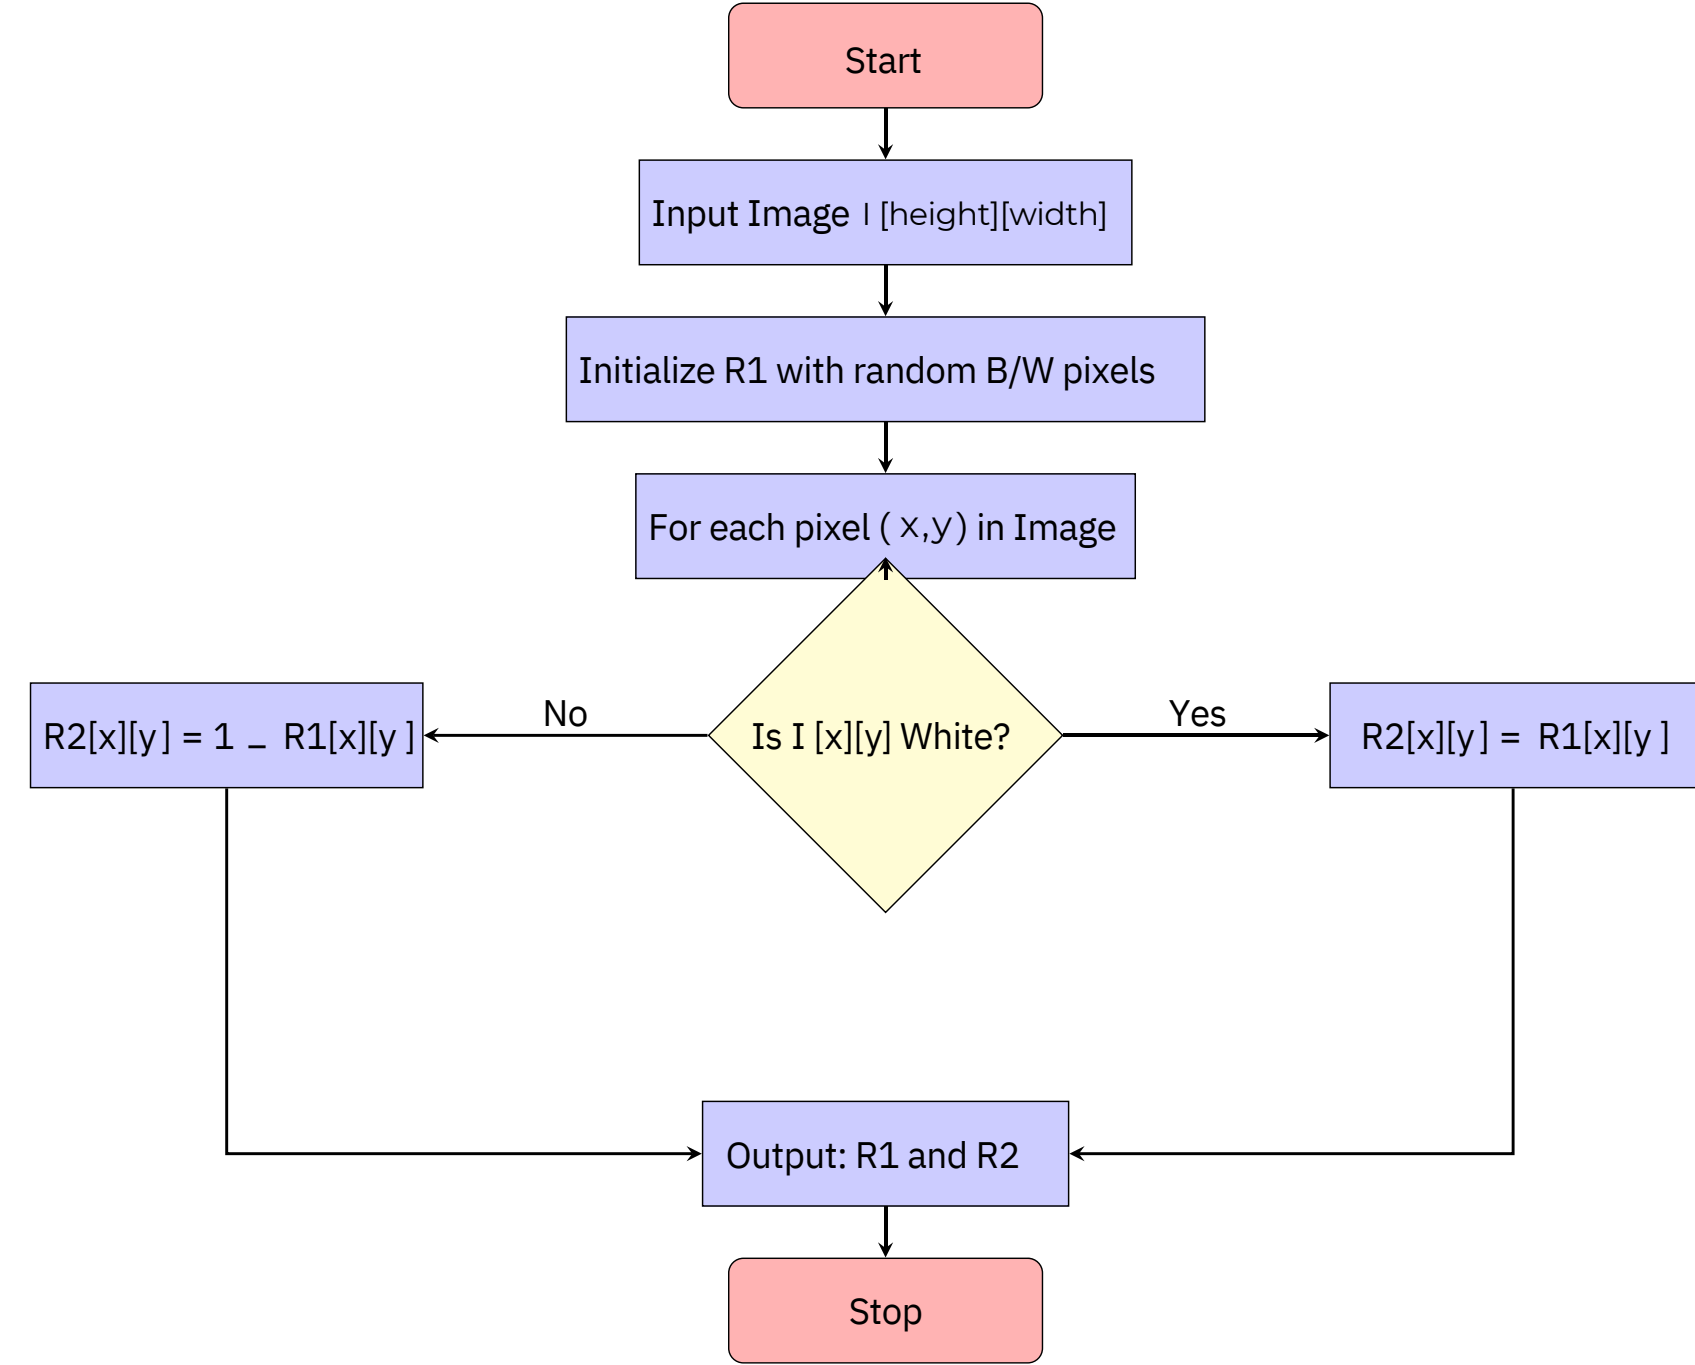 Start
Input Image I [height][width]
Initialize R1 with random B/W pixels
For each pixel ( x,y) in Image
No
Yes
R2[x][y] = 1 – R1[x][y ]
Is I [x][y] White?
R2[x][y] = R1[x][y ]
Output: R1 and R2
Stop